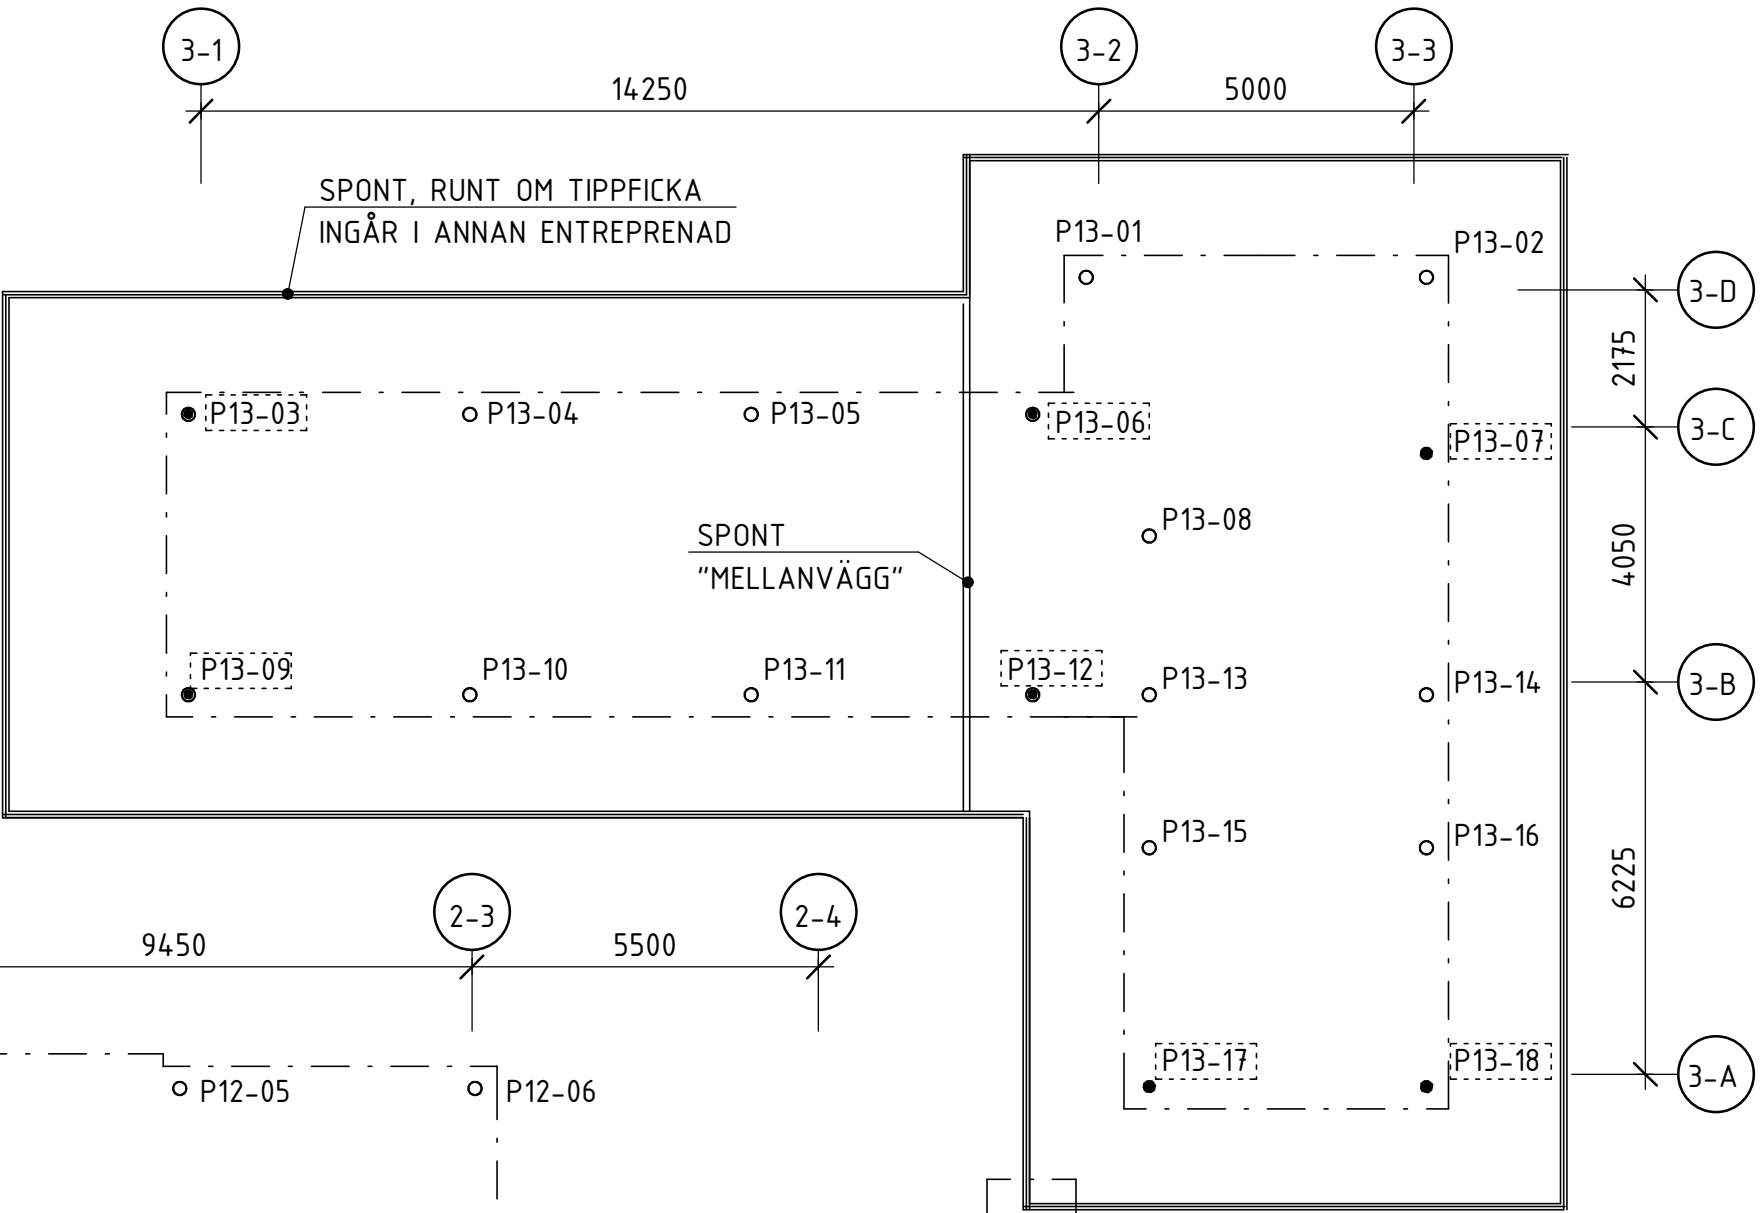 3-1
3-2
3-3
14250
5000
SPONT, RUNT OM TIPPFICKA
INGÅR I ANNAN ENTREPRENAD
P13-01
P13-02
3-D
2175
P13-03
P13-04
P13-05
P13-06
P13-07
3-C
P13-08
SPONT
"MELLANVÄGG"
4050
P13-09
P13-10
P13-11
P13-12
P13-13
P13-14
3-B
P13-15
P13-16
6225
2-3
2-4
9450
5500
P13-17
P13-18
3-A
P12-05
P12-06